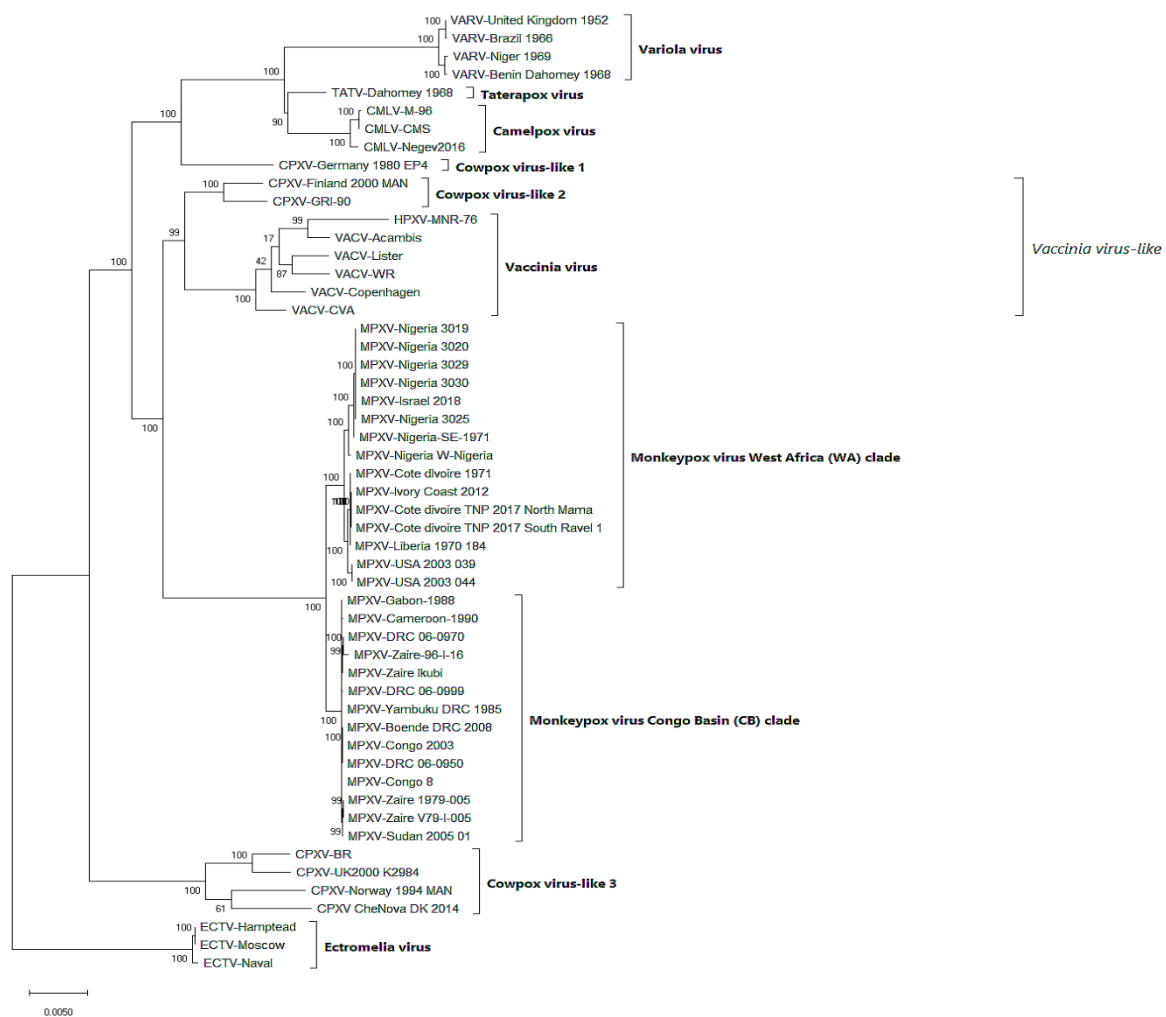 VARV-United Kingdom 1952
VARV-Brazil 1966
VARV-Niger 1969
VARV-Benin Dahomey 1968
Variola virus
TATV-Dahomey 1968
Taterapox virus
CMLV-M-96
CMLV-CMS
CMLV-Negev2016
Camelpox virus
CPXV-Germany 1980 EP4
Cowpox virus-like 1
CPXV-Finland 2000 MAN
CPXV-GRI-90
Cowpox virus-like 2
HPXV-MNR-76
VACV-Acambis
VACV-Lister
VACV-WR
VACV-Copenhagen
VACV-CVA
Vaccinia virus
Vaccinia virus-like
MPXV-Nigeria 3019
MPXV-Nigeria 3020
MPXV-Nigeria 3029
MPXV-Nigeria 3030
MPXV-Israel 2018
MPXV-Nigeria 3025
MPXV-Nigeria-SE-1971
MPXV-Nigeria W-Nigeria
MPXV-Cote dIvoire 1971
MPXV-Ivory Coast 2012
MPXV-Cote divoire TNP 2017 North Mama
MPXV-Cote divoire TNP 2017 South Ravel 1
MPXV-Liberia 1970 184
MPXV-USA 2003 039
MPXV-USA 2003 044
Monkeypox virus West Africa (WA) clade
MPXV-Gabon-1988
MPXV-Cameroon-1990
MPXV-DRC 06-0970
MPXV-Zaire-96-I-16
MPXV-Zaire Ikubi
MPXV-DRC 06-0999
MPXV-Yambuku DRC 1985
MPXV-Boende DRC 2008
MPXV-Congo 2003
MPXV-DRC 06-0950
MPXV-Congo 8
MPXV-Zaire 1979-005
MPXV-Zaire V79-I-005
MPXV-Sudan 2005 01
Monkeypox virus Congo Basin (CB) clade
CPXV-BR
CPXV-UK2000 K2984
CPXV-Norway 1994 MAN
CPXV CheNova DK 2014
Cowpox virus-like 3
ECTV-Hamptead
ECTV-Moscow
ECTV-Naval
Ectromelia virus
100
100
100
100
100
90
100
100
100
100
99
99
17
42
87
100
100
100
100
100
100
100
100
100
100
100
99
100
100
99
99
100
100
61
100
100
0.0050